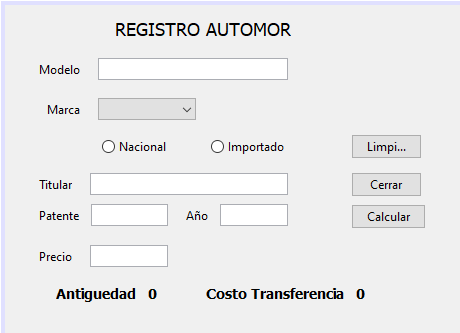 REGISTRO AUTOMOR
Modelo
Marca
Nacional Importado Limpi...
Titular Cerrar
Patente Año Calcular
Precio
Antiguedad 0 Costo Transferencia 0